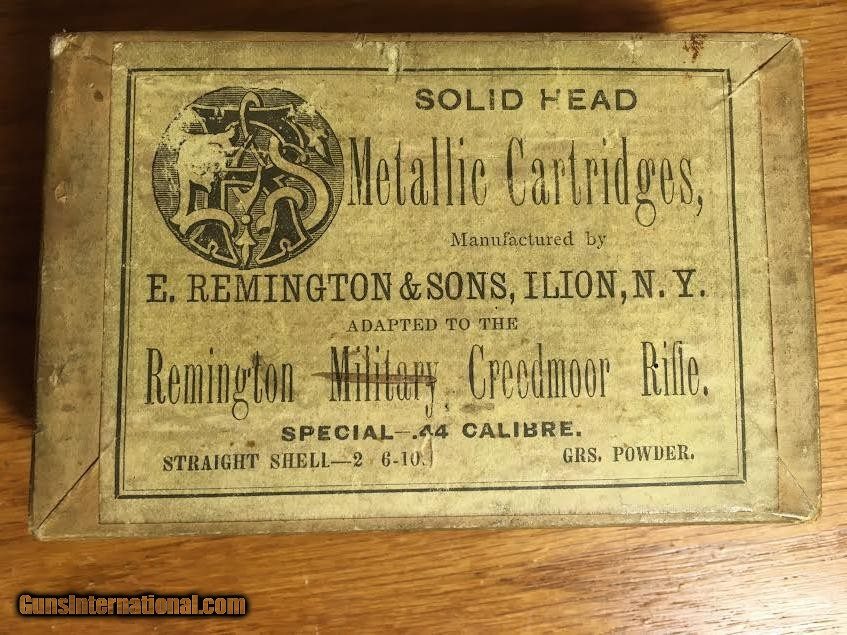 SOLID HEAD
Metallic Cartridges,
Manufactured by
E. REMINGTON & SONS, ILION, N. Y.
ADAPTED TO THE
Remington Military Creedmoor Rifle.
SPECIAL—.44 CALIBRE.
STRAIGHT SHELL—2 6-10. GRS. POWDER.
GunsInternational.com